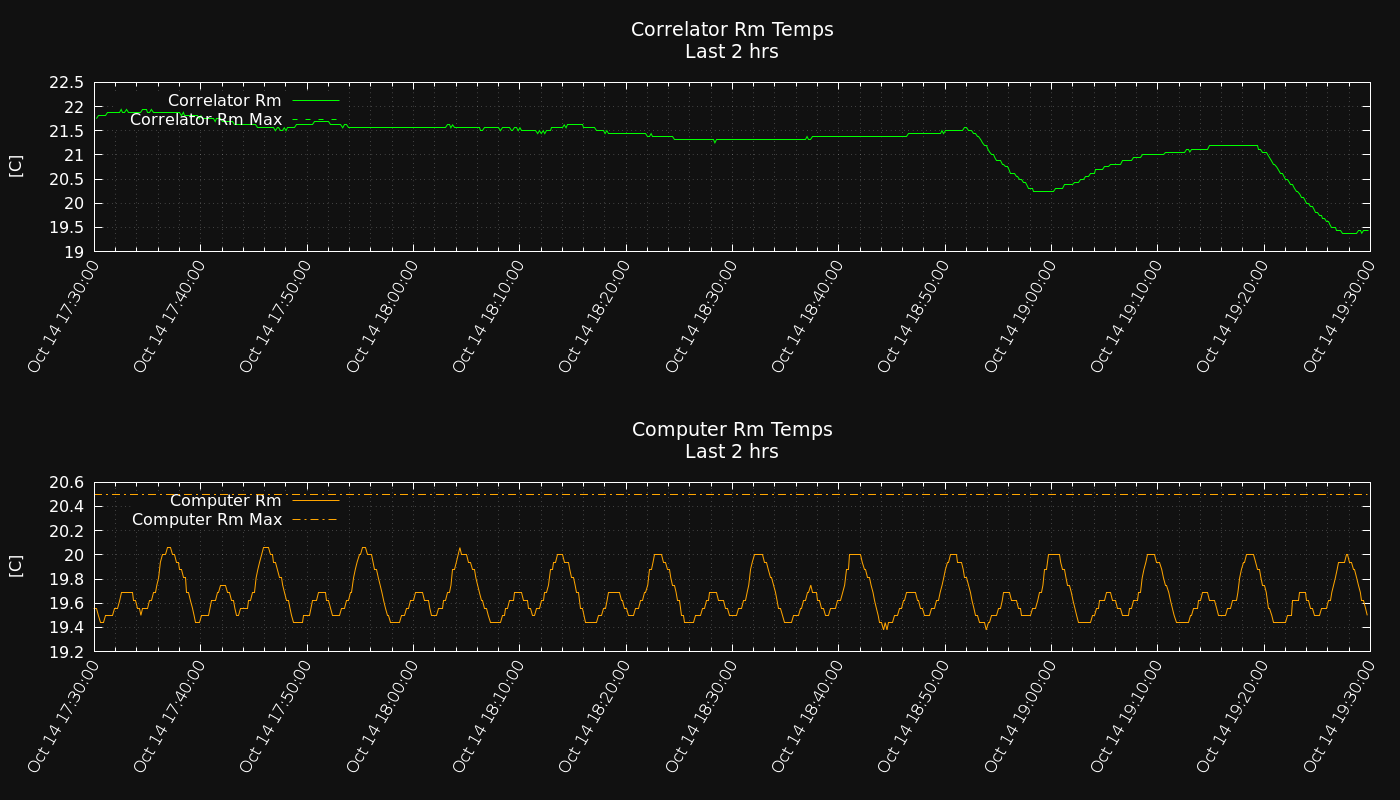 Correlator Rm Temps
Last 2 hrs
22.5
22
21.5
21
20.5
20
19.5
19
[C]
Correlator Rm
Correlator Rm Max
Oct 14 17:30:00
Oct 14 17:40:00
Oct 14 17:50:00
Oct 14 18:00:00
Oct 14 18:10:00
Oct 14 18:20:00
Oct 14 18:30:00
Oct 14 18:40:00
Oct 14 18:50:00
Oct 14 19:00:00
Oct 14 19:10:00
Oct 14 19:20:00
Oct 14 19:30:00
Computer Rm Temps
Last 2 hrs
20.6
20.4
20.2
20
19.8
19.6
19.4
19.2
[C]
Computer Rm
Computer Rm Max
Oct 14 17:30:00
Oct 14 17:40:00
Oct 14 17:50:00
Oct 14 18:00:00
Oct 14 18:10:00
Oct 14 18:20:00
Oct 14 18:30:00
Oct 14 18:40:00
Oct 14 18:50:00
Oct 14 19:00:00
Oct 14 19:10:00
Oct 14 19:20:00
Oct 14 19:30:00